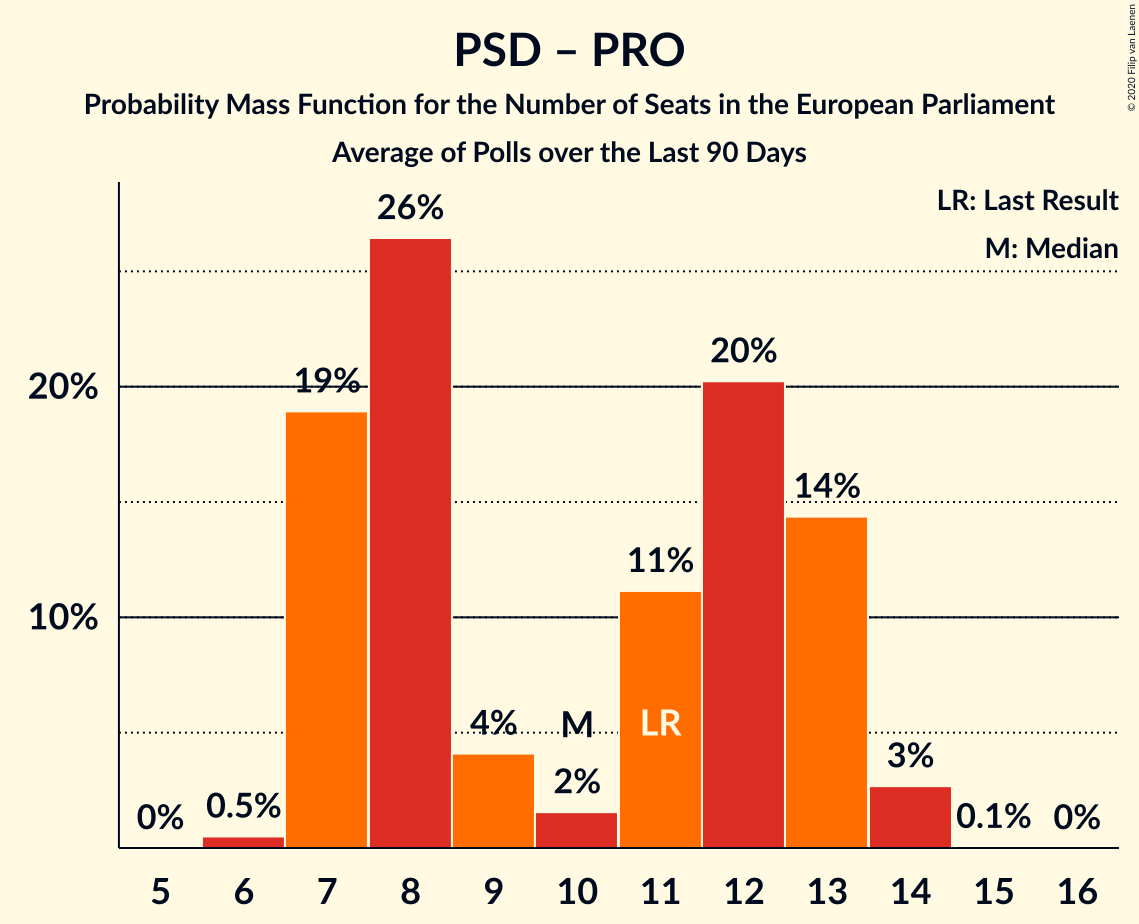 PSD – PRO
Probability Mass Function for the Number of Seats in the European Parliament
Average of Polls over the Last 90 Days
© 2020 Filip van Laenen
LR: Last Result
M: Median
20%
10%
0%
0.5%
19%
26%
4%
M
2%
11%
LR
20%
14%
3%
0.1%
0%
5 6 7 8 9 10 11 12 13 14 15 16